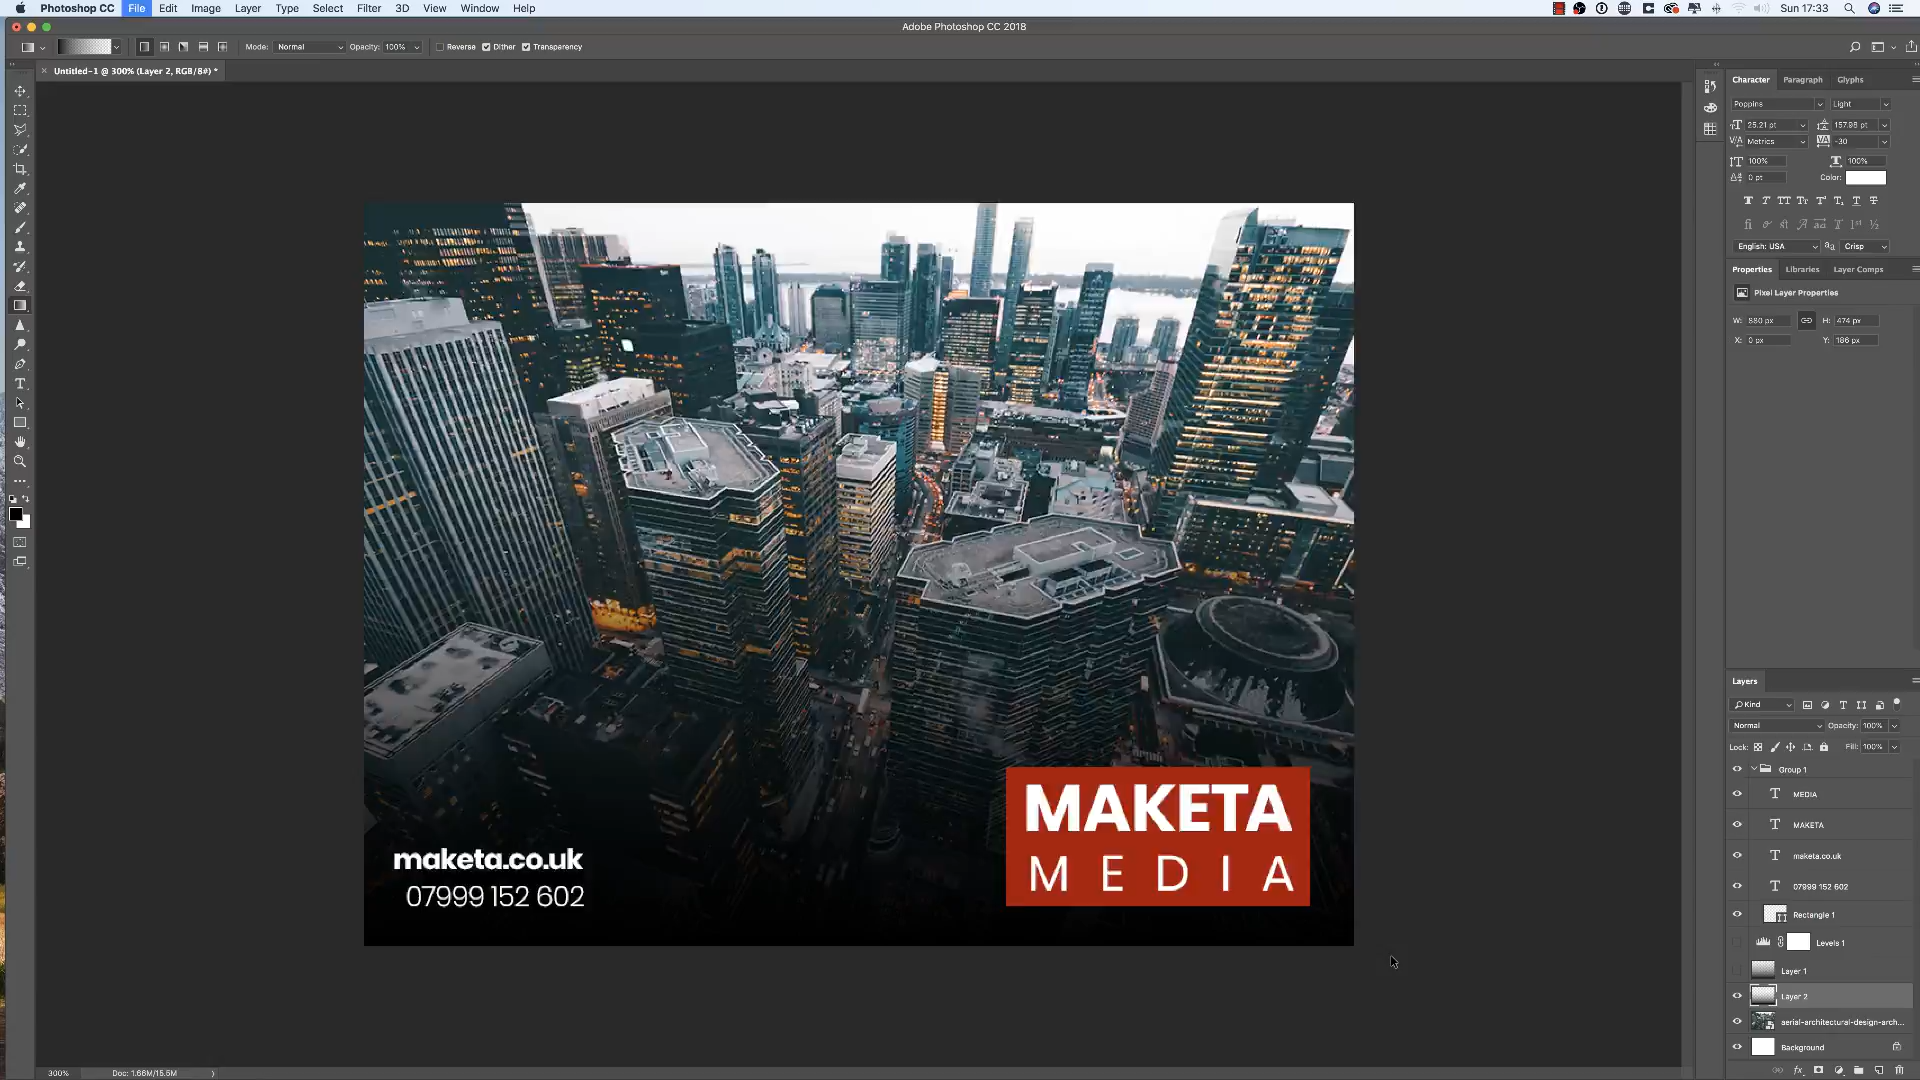 Photoshop CC File Edit Image Layer Type Select Filter 3D View Window Help Sun 17:33
Adobe Photoshop CC 2018
Mode: Normal Opacity: 100% Reverse Dither Transparency
Untitled-1 @ 300% (Layer 2, RGB/8#) *
Character Paragraph Glyphs
Poppins Light
25.21 pt 157.98 pt
Metrics -30
100% 100%
0 pt Color:
English: USA Crisp
Properties Libraries Layer Comps
Pixel Layer Properties
W: 880 px H: 474 px
X: 0 px Y: 186 px
MAKETA
MEDIA
maketa.co.uk
07999 152 602
Layers
Kind
Normal Opacity: 100%
Lock: Fill: 100%
Group 1
MEDIA
MAKETA
maketa.co.uk
07999 152 602
Rectangle 1
Levels 1
Layer 1
Layer 2
aerial-architectural-design-arch...
Background
300% Doc: 1.66M/15.5M